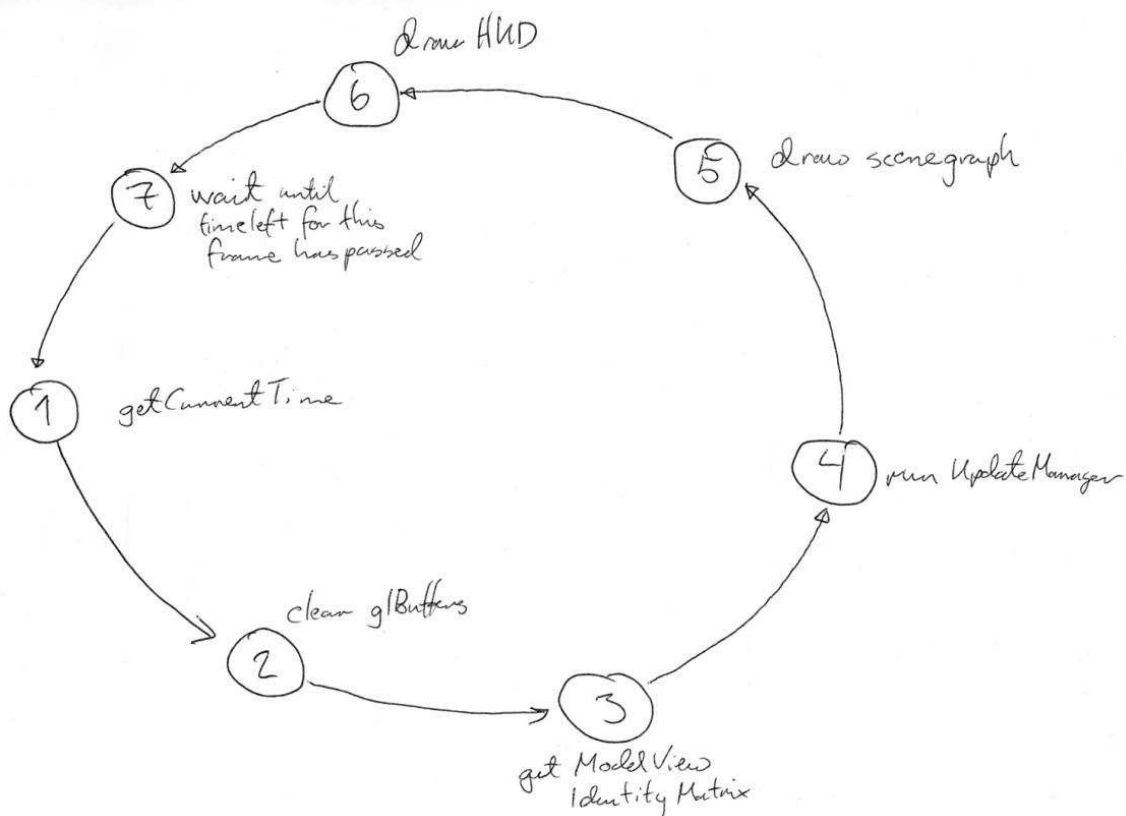 draw HUD
6
5
draw scenegraph
7
wait until
timeleft for this
frame has passed
1
getCurrentTime
4
run UpdateManager
clear glBuffers
2
3
get ModelView
Identity Matrix